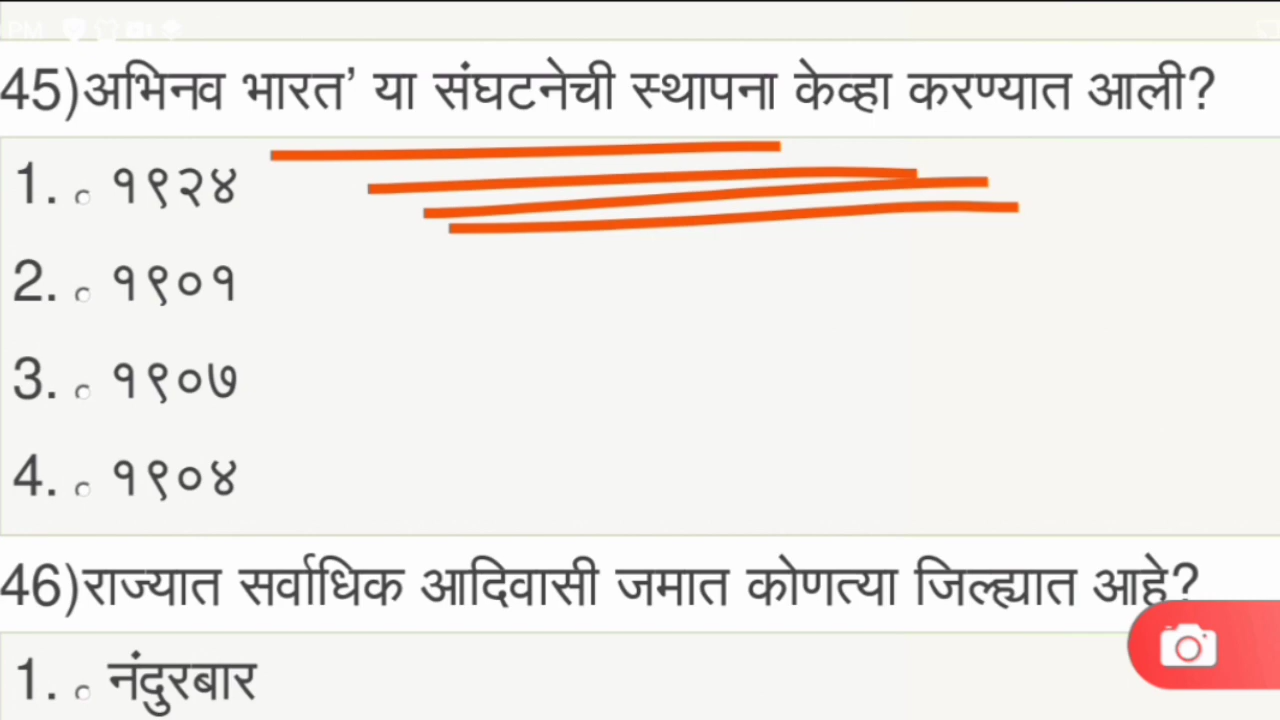 PM
45)अभिनव भारत’ या संघटनेची स्थापना केव्हा करण्यात आली?
1. १९२४
2. १९०१
3. १९०७
4. १९०४
46)राज्यात सर्वाधिक आदिवासी जमात कोणत्या जिल्ह्यात आहे?
1. नंदुरबार